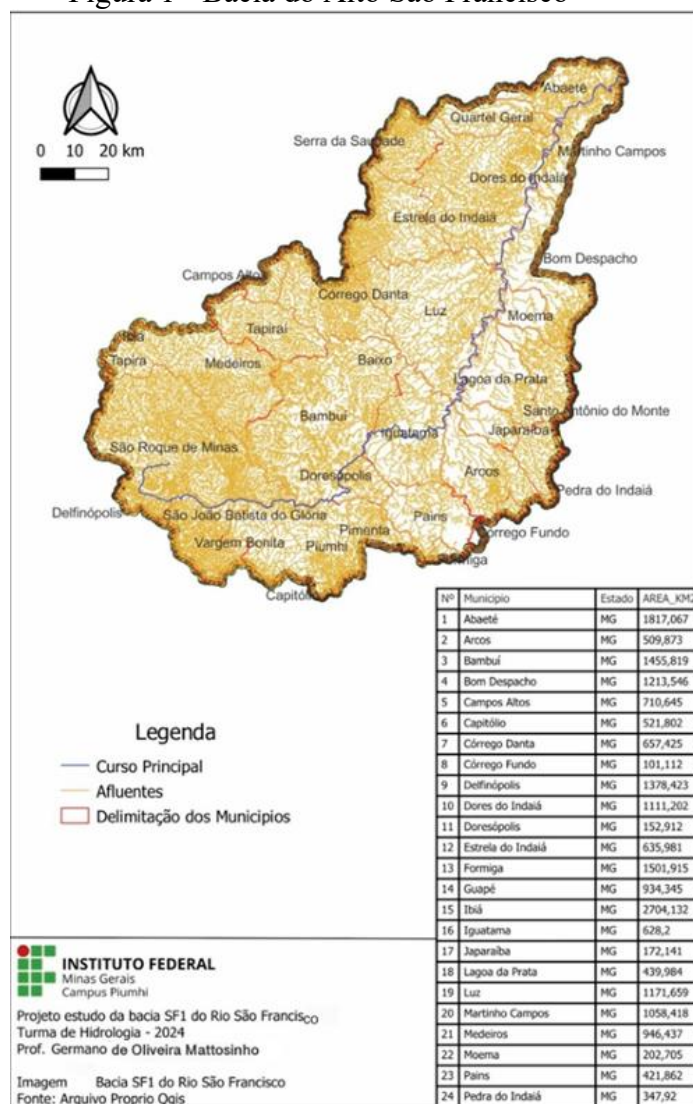 Figura 1 - Bacia do Alto São Francisco
0 10 20 km
Abaeté
Quartel Geral
Serra da Saudade
Martinho Campos
Dores do Indaiá
Estrela do Indaiá
Bom Despacho
Campos Alto
Córrego Danta
Luz
Moema
Tapiraí
Ibiá
Tapira
Medeiros
Baixo
Lagoa da Prata
Bambuí
Santo Antônio do Monte
Iguatama
Japaraíba
São Roque de Minas
Doresópolis
Arcos
Pedra do Indaiá
Delfinópolis
São João Batista do Glória
Pains
Vargem Bonita
Piumhi
Pimenta
Córrego Fundo
Formiga
Capitólio
Legenda
Curso Principal
Afluentes
Delimitação dos Municipios
Nº Municipio Estado AREA_KM2
1 Abaeté MG 1817,067
2 Arcos MG 509,873
3 Bambuí MG 1455,819
4 Bom Despacho MG 1213,546
5 Campos Altos MG 710,645
6 Capitólio MG 521,802
7 Córrego Danta MG 657,425
8 Córrego Fundo MG 101,112
9 Delfinópolis MG 1378,423
10 Dores do Indaiá MG 1111,202
11 Doresópolis MG 152,912
12 Estrela do Indaiá MG 635,981
13 Formiga MG 1501,915
14 Guapé MG 934,345
15 Ibiá MG 2704,132
16 Iguatama MG 628,2
17 Japaraíba MG 172,141
18 Lagoa da Prata MG 439,984
19 Luz MG 1171,659
20 Martinho Campos MG 1058,418
21 Medeiros MG 946,437
22 Moema MG 202,705
23 Pains MG 421,862
24 Pedra do Indaiá MG 347,92
INSTITUTO FEDERAL
Minas Gerais
Campus Piumhi
Projeto estudo da bacia SF1 do Rio São Francisco
Turma de Hidrologia - 2024
Prof. Germano de Oliveira Mattosinho
Imagem Bacia SF1 do Rio São Francisco
Fonte: Arquivo Proprio Qgis